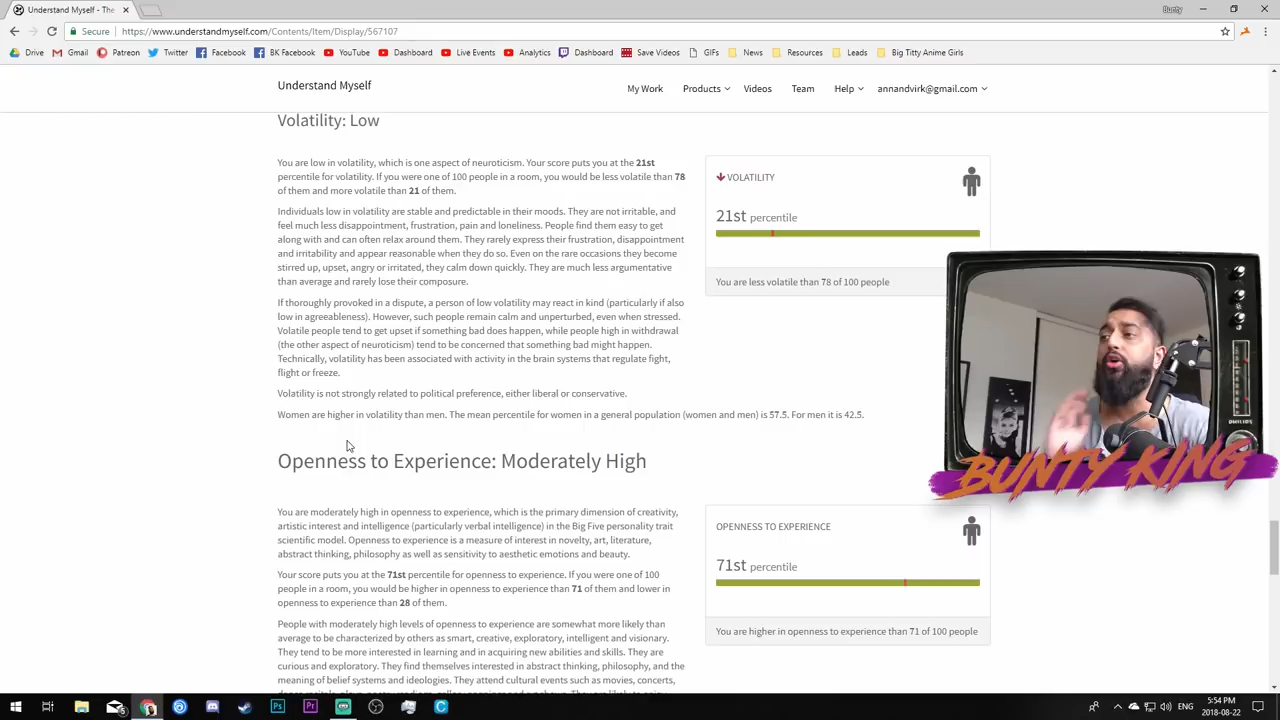 Understand Myself - The
Bunty
Secure
https://www.understandmyself.com/Contents/Item/Display/567107
Drive Gmail Patreon Twitter Facebook BK Facebook YouTube Dashboard Live Events Analytics Dashboard Save Videos GIFs News Resources Leads Big Titty Anime Girls
Understand Myself
My Work Products Videos Team Help annandvirk@gmail.com
Volatility: Low
You are low in volatility, which is one aspect of neuroticism. Your score puts you at the 21st
percentile for volatility. If you were one of 100 people in a room, you would be less volatile than 78
of them and more volatile than 21 of them.
Individuals low in volatility are stable and predictable in their moods. They are not irritable, and
feel much less disappointment, frustration, pain and loneliness. People find them easy to get
along with and can often relax around them. They rarely express their frustration, disappointment
and irritability and appear reasonable when they do so. Even on the rare occasions they become
stirred up, upset, angry or irritated, they calm down quickly. They are much less argumentative
than average and rarely lose their composure.
If thoroughly provoked in a dispute, a person of low volatility may react in kind (particularly if also
low in agreeableness). However, such people remain calm and unperturbed, even when stressed.
Volatile people tend to get upset if something bad does happen, while people high in withdrawal
(the other aspect of neuroticism) tend to be concerned that something bad might happen.
Technically, volatility has been associated with activity in the brain systems that regulate fight,
flight or freeze.
Volatility is not strongly related to political preference, either liberal or conservative.
Women are higher in volatility than men. The mean percentile for women in a general population (women and men) is 57.5. For men it is 42.5.
VOLATILITY
21st percentile
You are less volatile than 78 of 100 people
PHILIPS
BUNTY KING
Openness to Experience: Moderately High
You are moderately high in openness to experience, which is the primary dimension of creativity,
artistic interest and intelligence (particularly verbal intelligence) in the Big Five personality trait
scientific model. Openness to experience is a measure of interest in novelty, art, literature,
abstract thinking, philosophy as well as sensitivity to aesthetic emotions and beauty.
Your score puts you at the 71st percentile for openness to experience. If you were one of 100
people in a room, you would be higher in openness to experience than 71 of them and lower in
openness to experience than 28 of them.
People with moderately high levels of openness to experience are somewhat more likely than
average to be characterized by others as smart, creative, exploratory, intelligent and visionary.
They tend to be more interested in learning and in acquiring new abilities and skills. They are
curious and exploratory. They find themselves interested in abstract thinking, philosophy, and the
meaning of belief systems and ideologies. They attend cultural events such as movies, concerts,
OPENNESS TO EXPERIENCE
71st percentile
You are higher in openness to experience than 71 of 100 people
ENG
5:54 PM
2018-08-22